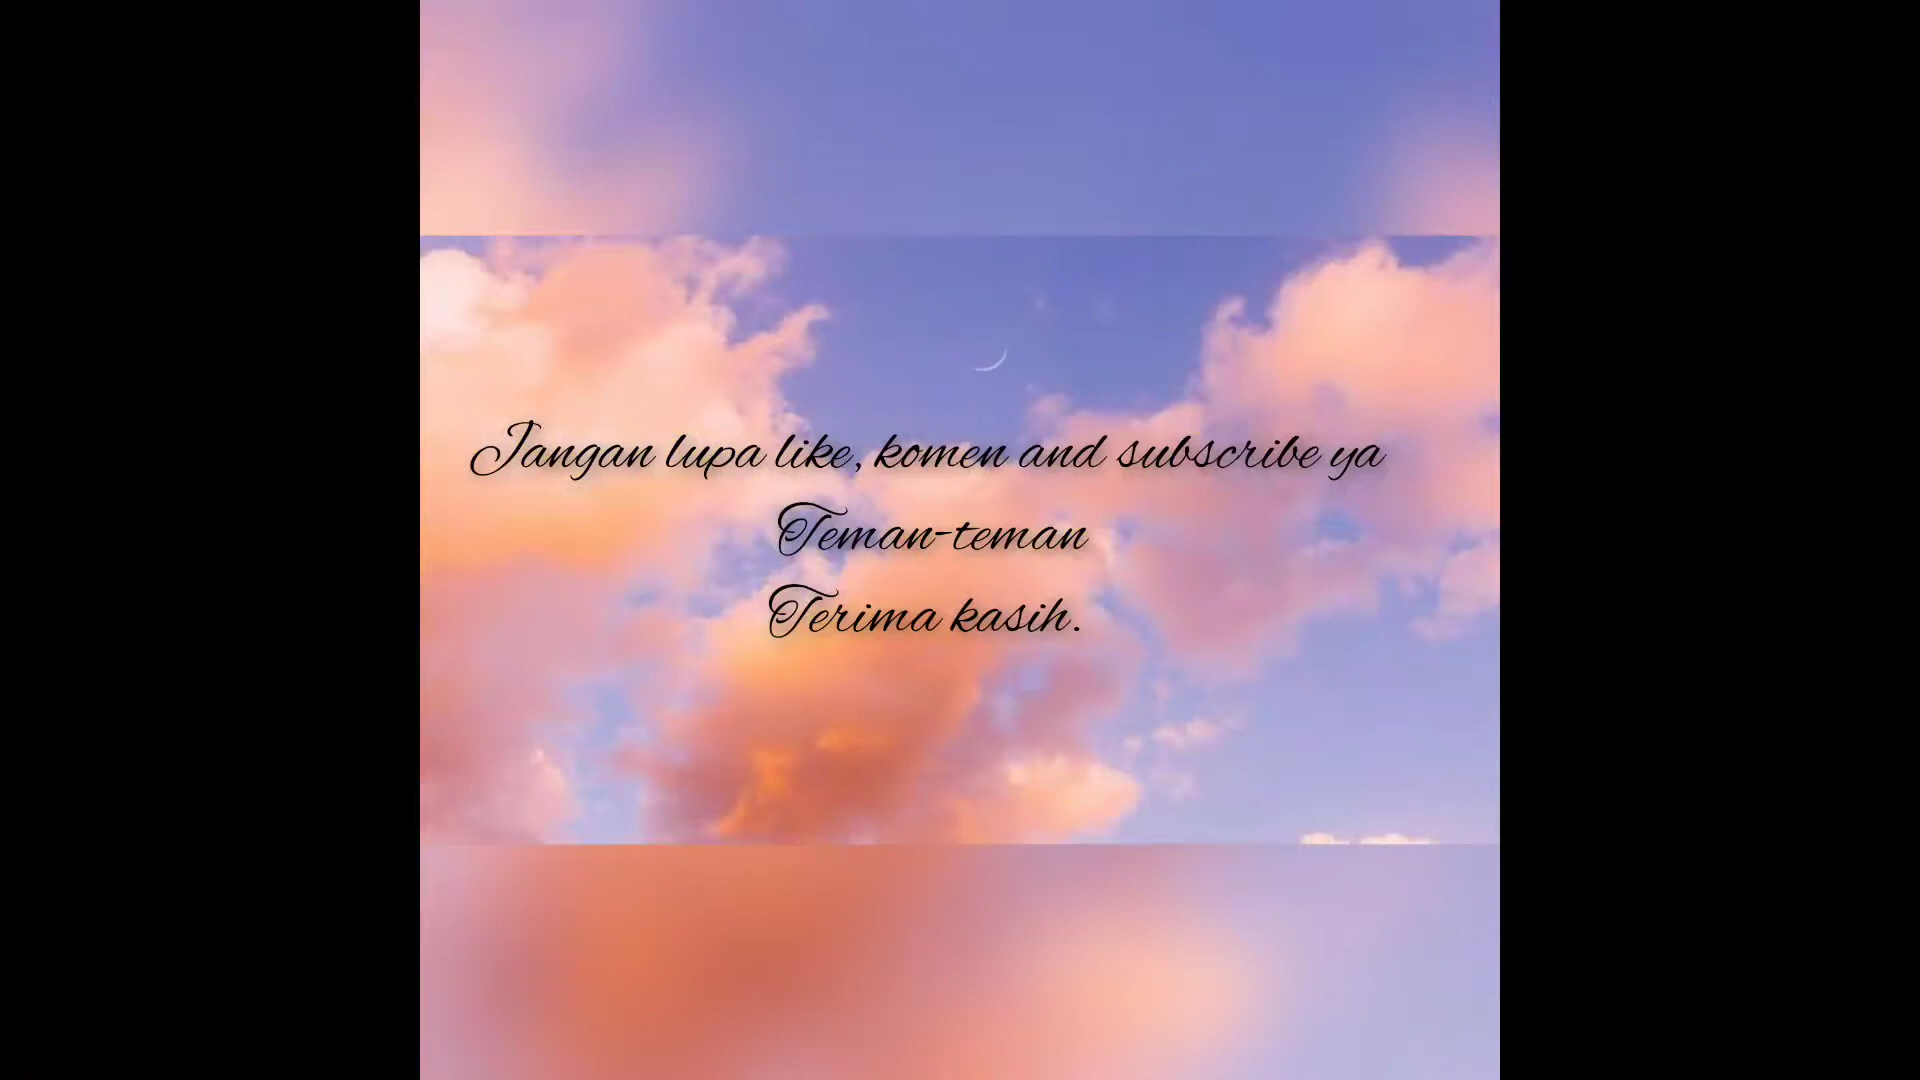 Jangan lupa like, komen and subscribe ya
Teman-teman
Terima kasih.